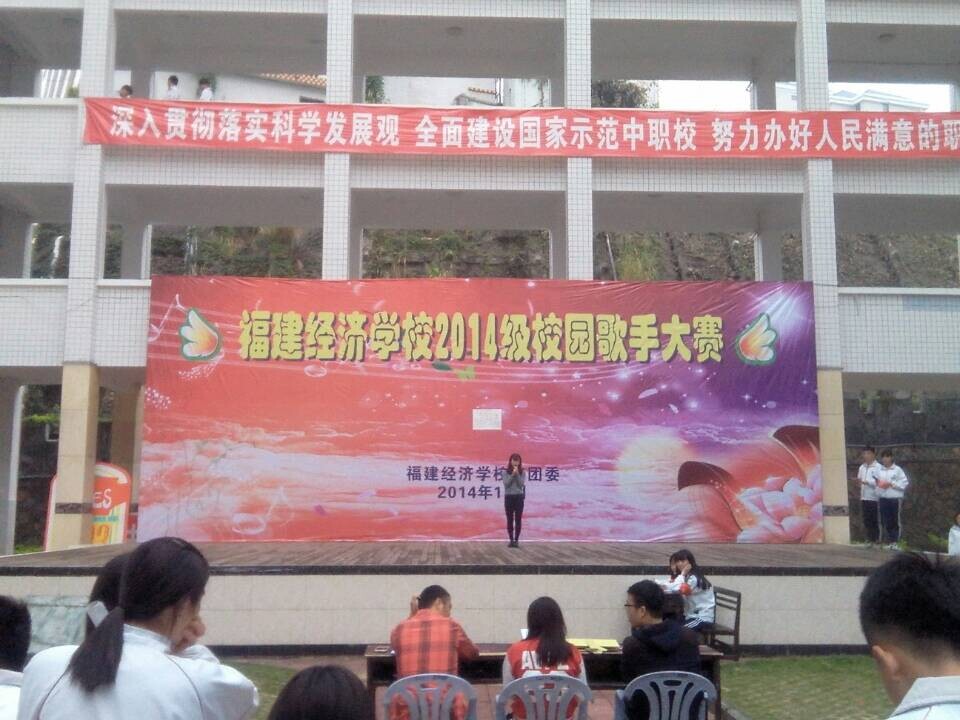 深入贯彻落实科学发展观 全面建设国家示范中职校 努力办好人民满意的职
福建经济学校2014级校园歌手大赛
福建经济学校 团委
2014年1